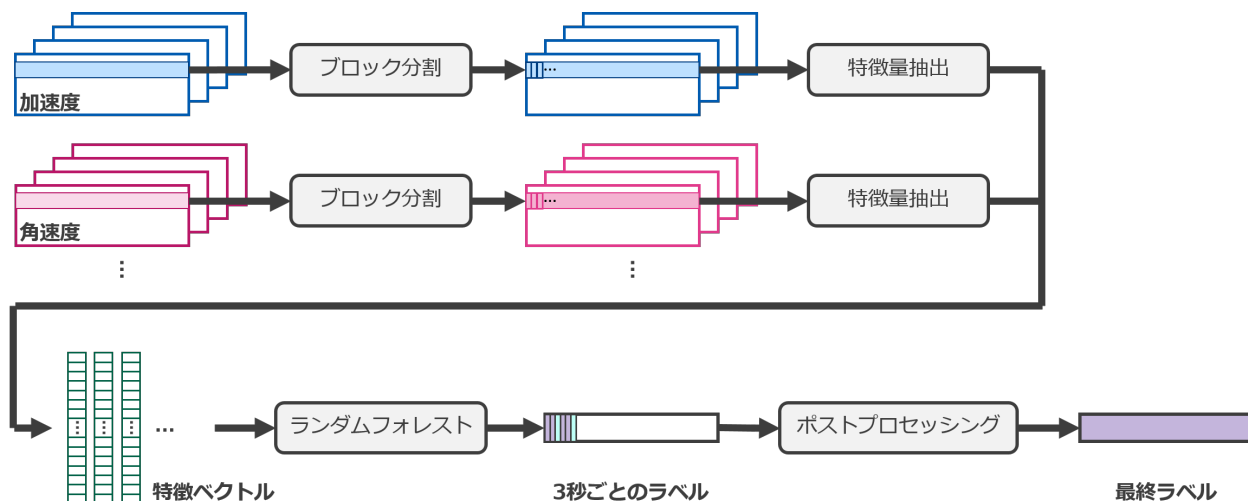 ブロック分割
…
特徴量抽出
加速度
ブロック分割
…
特徴量抽出
角速度
…
…
… … … …
ランダムフォレスト
ポストプロセッシング
特徴ベクトル
3秒ごとのラベル
最終ラベル